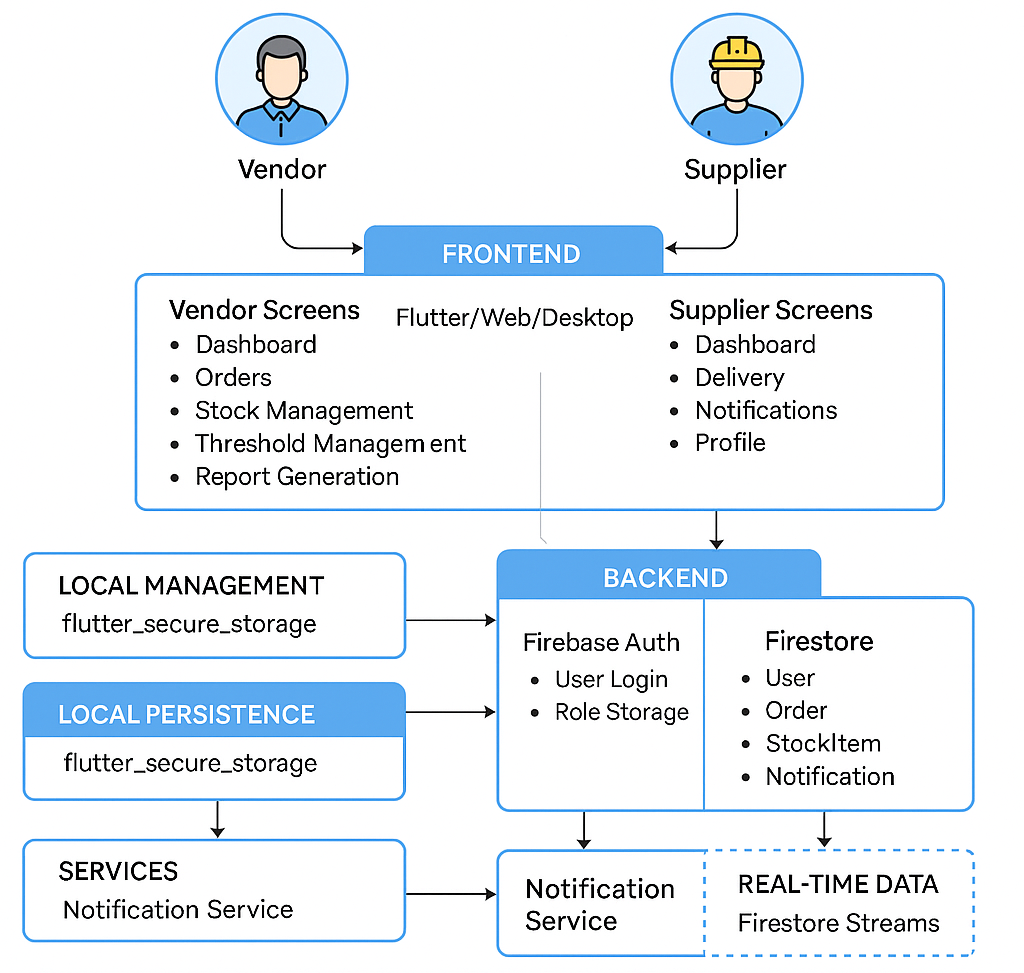 Vendor
Supplier
FRONTEND
Vendor Screens
• Dashboard
• Orders
• Stock Management
• Threshold Management
• Report Generation
Flutter/Web/Desktop
Supplier Screens
• Dashboard
• Delivery
• Notifications
• Profile
LOCAL MANAGEMENT
flutter_secure_storage
LOCAL PERSISTENCE
flutter_secure_storage
SERVICES
Notification Service
BACKEND
Firebase Auth
• User Login
• Role Storage
Firestore
• User
• Order
• StockItem
• Notification
Notification
Service
REAL-TIME DATA
Firestore Streams